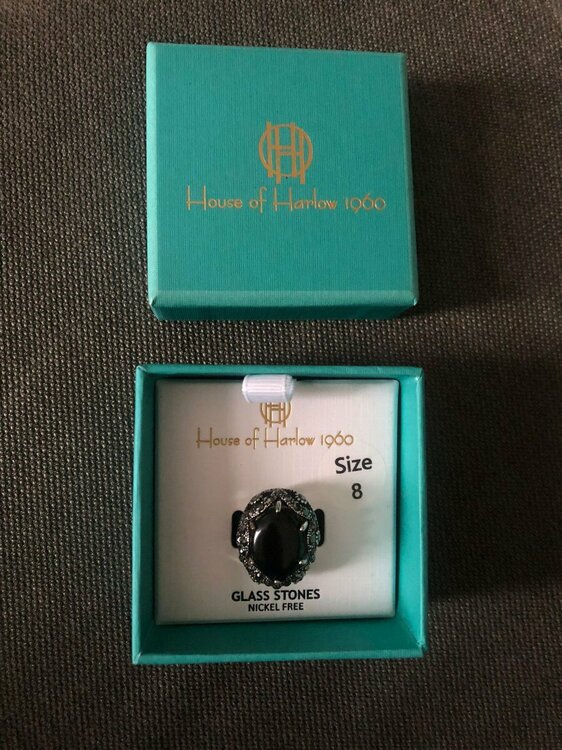 House of Harlow 1960
House of Harlow 1960
Size
8
GLASS STONES
NICKEL FREE